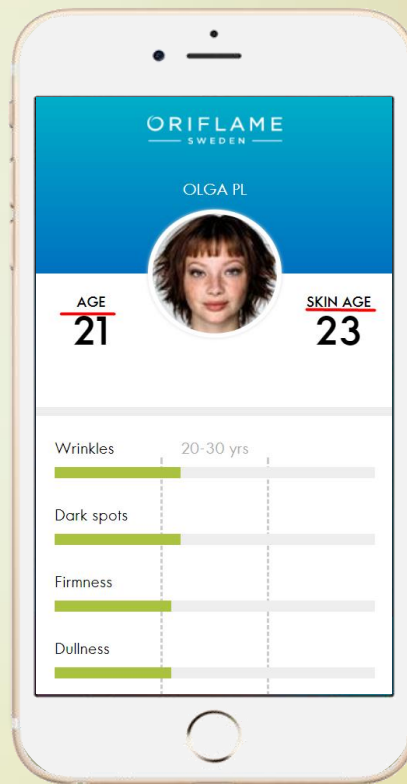 ORIFLAME
SWEDEN
OLGA PL
AGE
21
SKIN AGE
23
Wrinkles
20-30 yrs
Dark spots
Firmness
Dullness